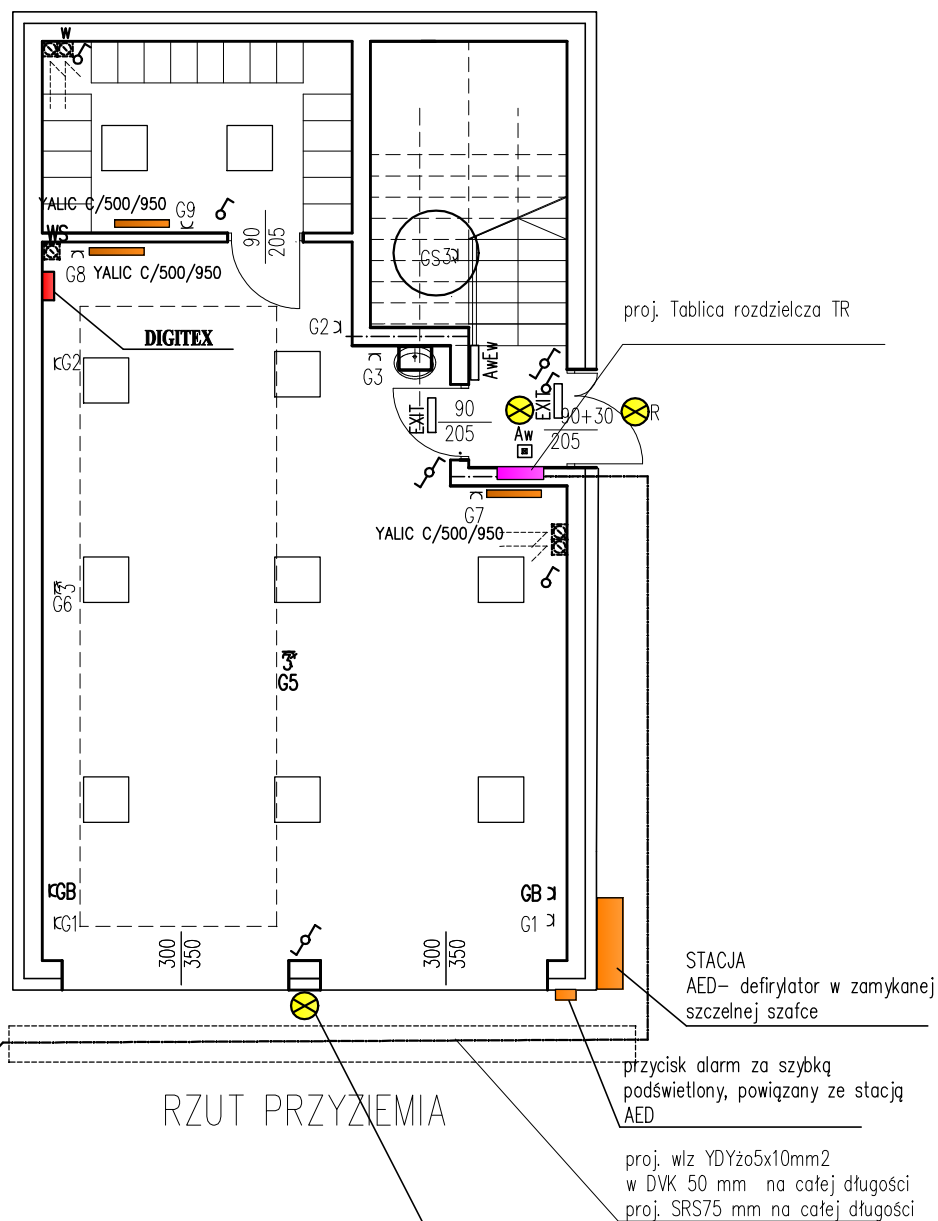 W
YALIC C/500/950
G9
90
205
WS
G8
YALIC C/500/950
GS3
proj. Tablica rozdzielcza TR
DIGITEX
G2
G2
G3
AwEw
EXIT
90
205
EXIT
90+30
205
R
Aw
G7
YALIC C/500/950
G6
3
G5
GB
G1
GB
G1
300
350
300
350
STACJA
AED– defirylator w zamykanej
szczelnej szafce
przycisk alarm za szybką
podświetlony, powiązany ze stacją
AED
RZUT PRZYZIEMIA
proj. wlz YDYżo5x10mm2
w DVK 50 mm na całej długości
proj. SRS75 mm na całej długości